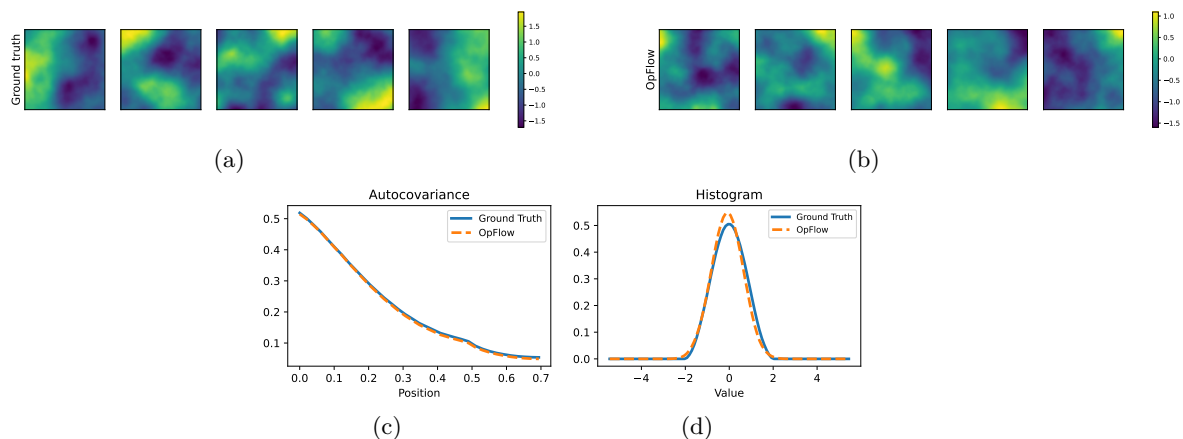 Ground truth
1.5
1.0
0.5
0.0
−0.5
−1.0
−1.5
(a)
OpFlow
1.0
0.5
0.0
−0.5
−1.0
−1.5
(b)
Autocovariance
Ground Truth
OpFlow
0.5
0.4
0.3
0.2
0.1
0.0 0.1 0.2 0.3 0.4 0.5 0.6 0.7
Position
(c)
Histogram
Ground Truth
OpFlow
0.5
0.4
0.3
0.2
0.1
0.0
−4 −2 0 2 4
Value
(d)